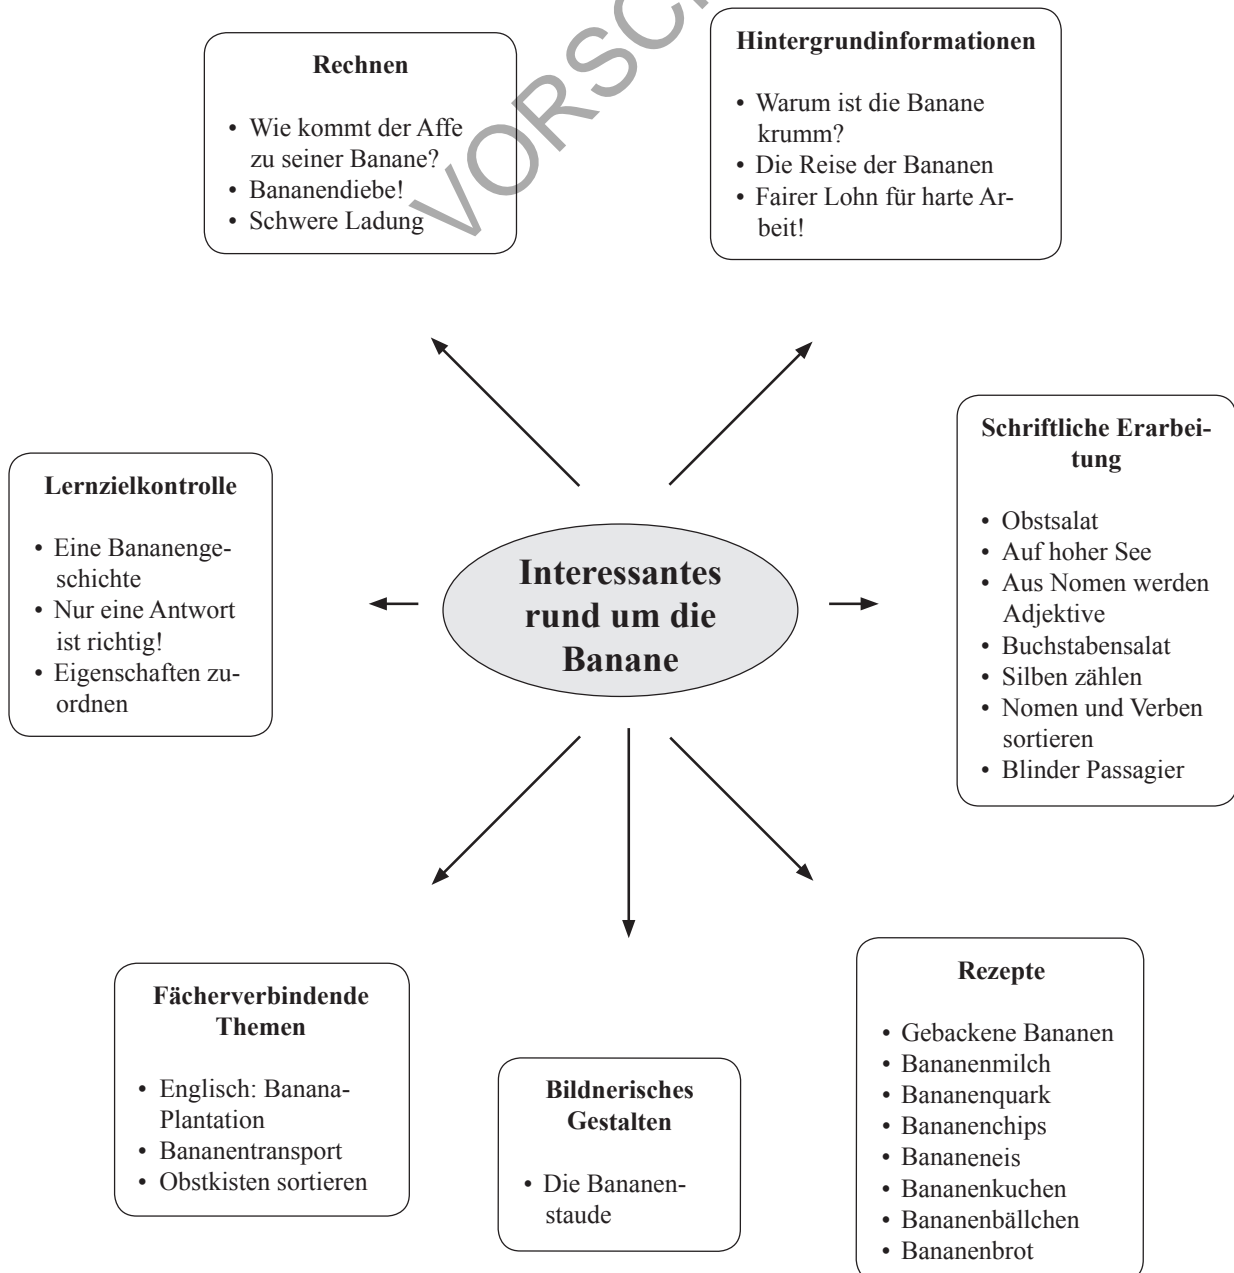 Rechnen
• Wie kommt der Affe
zu seiner Banane?
• Bananendiebe!
• Schwere Ladung
VORSC
Hintergrundinformationen
• Warum ist die Banane
krumm?
• Die Reise der Bananen
• Fairer Lohn für harte Ar-
beit!
Lernzielkontrolle
• Eine Bananenge-
schichte
• Nur eine Antwort
ist richtig!
• Eigenschaften zu-
ordnen
Interessantes
rund um die
Banane
Schriftliche Erarbei-
tung
• Obstsalat
• Auf hoher See
• Aus Nomen werden
Adjektive
• Buchstabensalat
• Silben zählen
• Nomen und Verben
sortieren
• Blinder Passagier
Fächerverbindende
Themen
• Englisch: Banana-
Plantation
• Bananentransport
• Obstkisten sortieren
Bildnerisches
Gestalten
• Die Bananen-
staude
Rezepte
• Gebackene Bananen
• Bananenmilch
• Bananenquark
• Bananenchips
• Bananeneis
• Bananenkuchen
• Bananenbällchen
• Bananenbrot